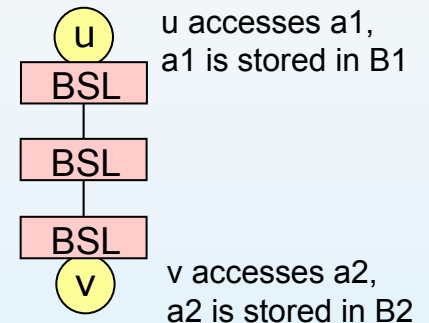 u
u accesses a1,
a1 is stored in B1
BSL
BSL
BSL
v
v accesses a2,
a2 is stored in B2